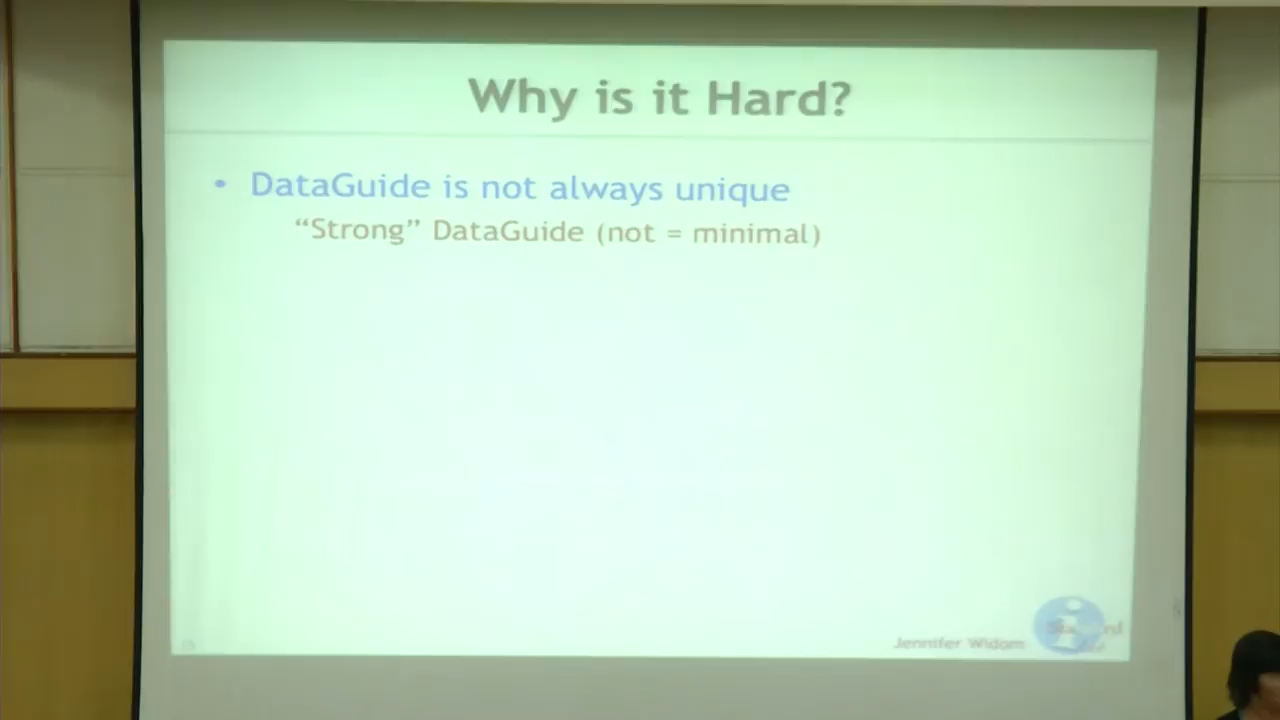 Why is it Hard?
• DataGuide is not always unique
“Strong” DataGuide (not = minimal)
Jennifer Widom